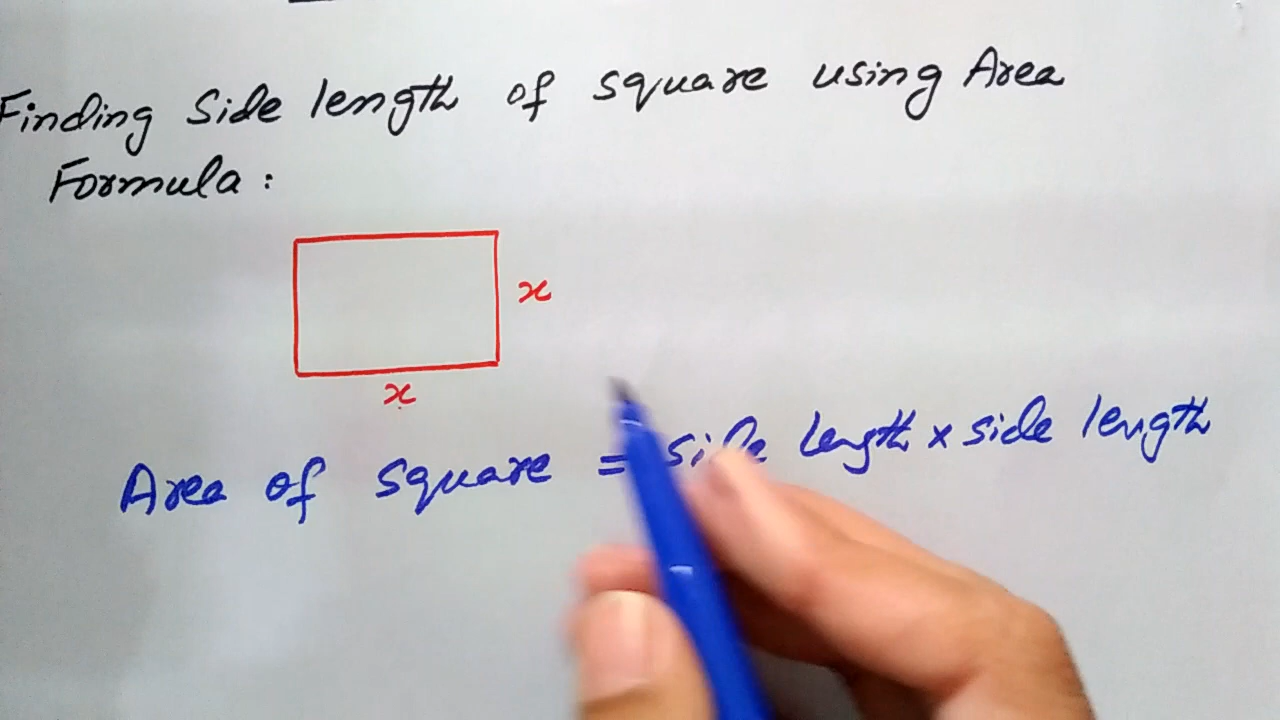 Finding Side length of square using Area
Formula:
x
x
Area of square = side length × side length